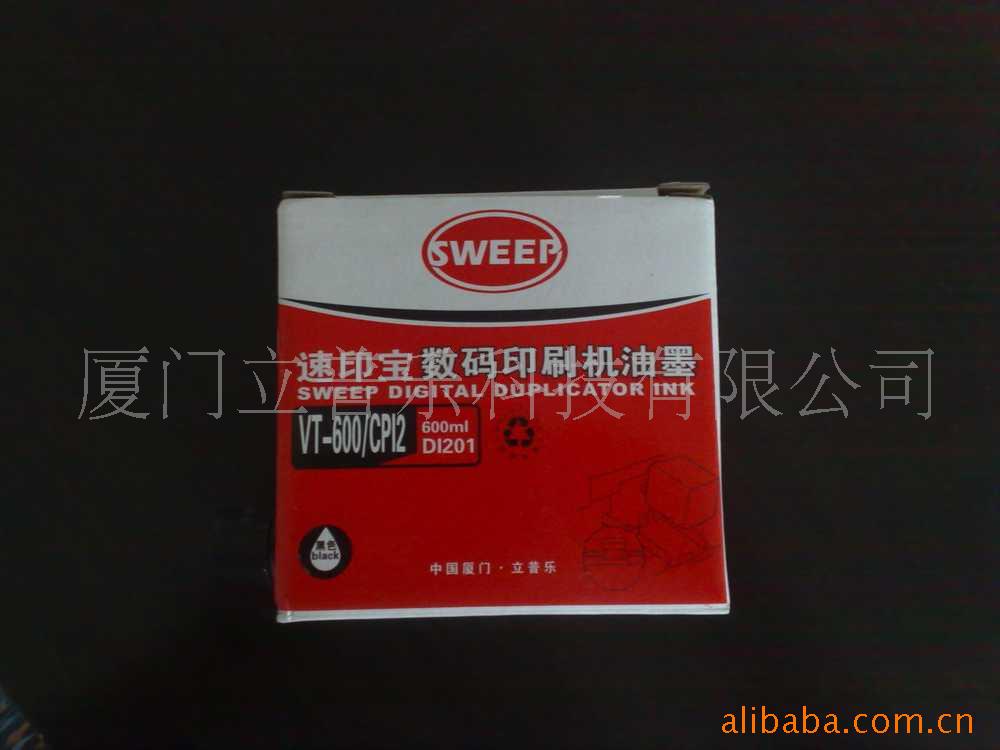 SWEEP
速印宝 数码印刷机油墨
厦门立普乐科技有限公司
SWEEP DIGITAL DUPLICATOR INK
VT-600/CPI2
600ml
DI201
黑色
black
中国厦门·立普乐
alibaba.com.cn